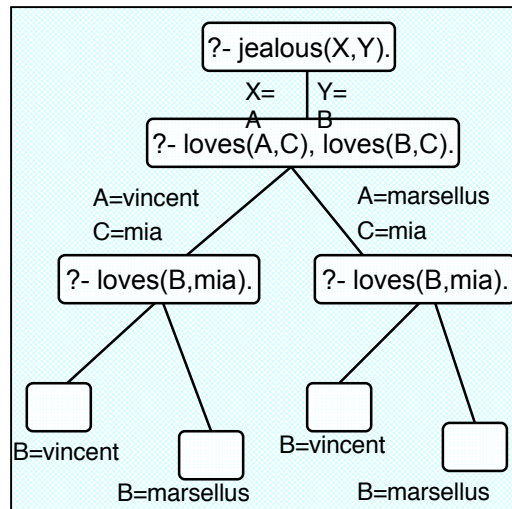 ?- jealous(X,Y).
X= Y=
A B
?- loves(A,C), loves(B,C).
A=vincent
C=mia
A=marsellus
C=mia
?- loves(B,mia).
?- loves(B,mia).
B=vincent
B=marsellus
B=vincent
B=marsellus